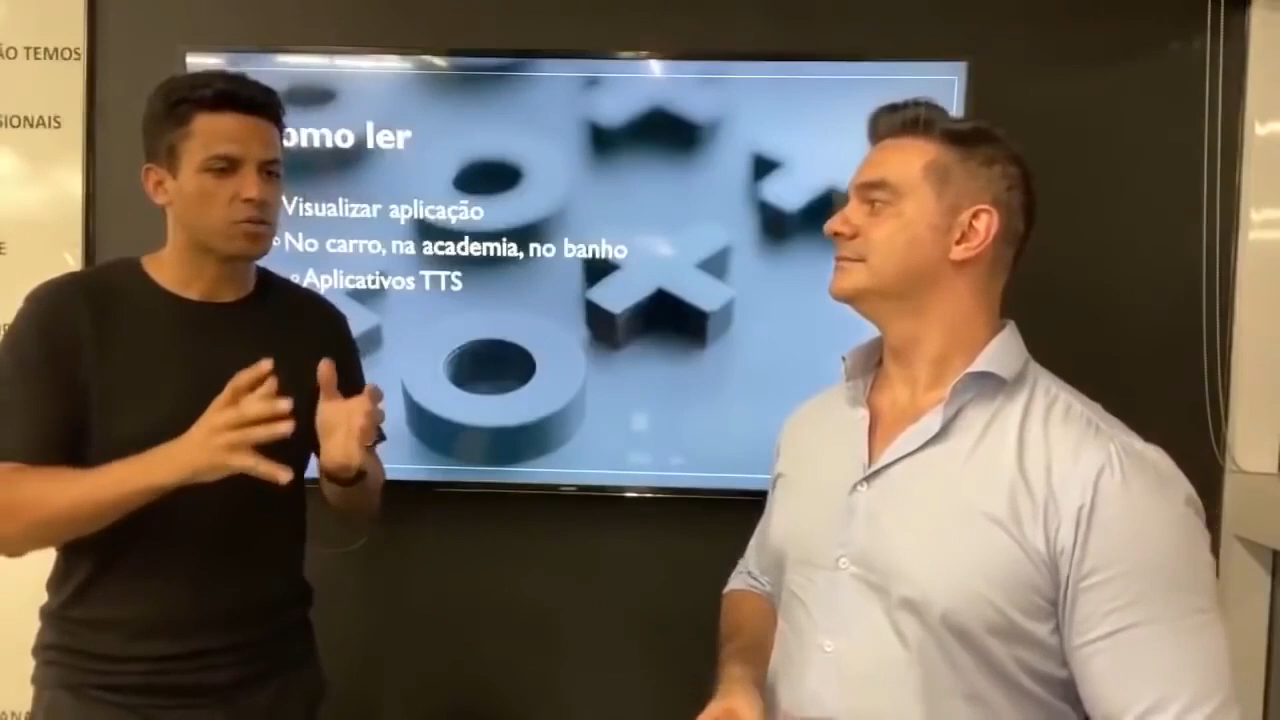 ÃO TEMOS
SIONAIS
E
omo ler
Visualizar aplicação
No carro, na academia, no banho
Aplicativos TTS